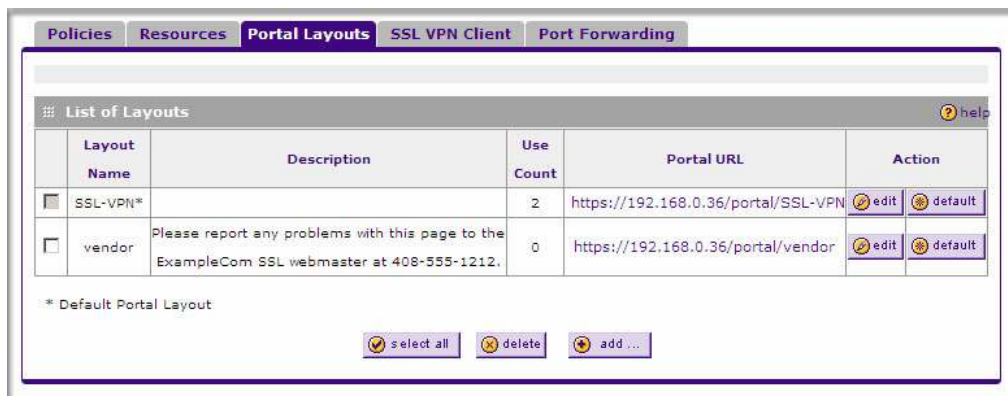 Policies Resources Portal Layouts SSL VPN Client Port Forwarding
List of Layouts help
Layout Name Description Use Count Portal URL Action
SSL-VPN* 2 https://192.168.0.36/portal/SSL-VPN edit default
vendor Please report any problems with this page to the ExampleCom SSL webmaster at 408-555-1212. 0 https://192.168.0.36/portal/vendor edit default
* Default Portal Layout
select all delete add ...